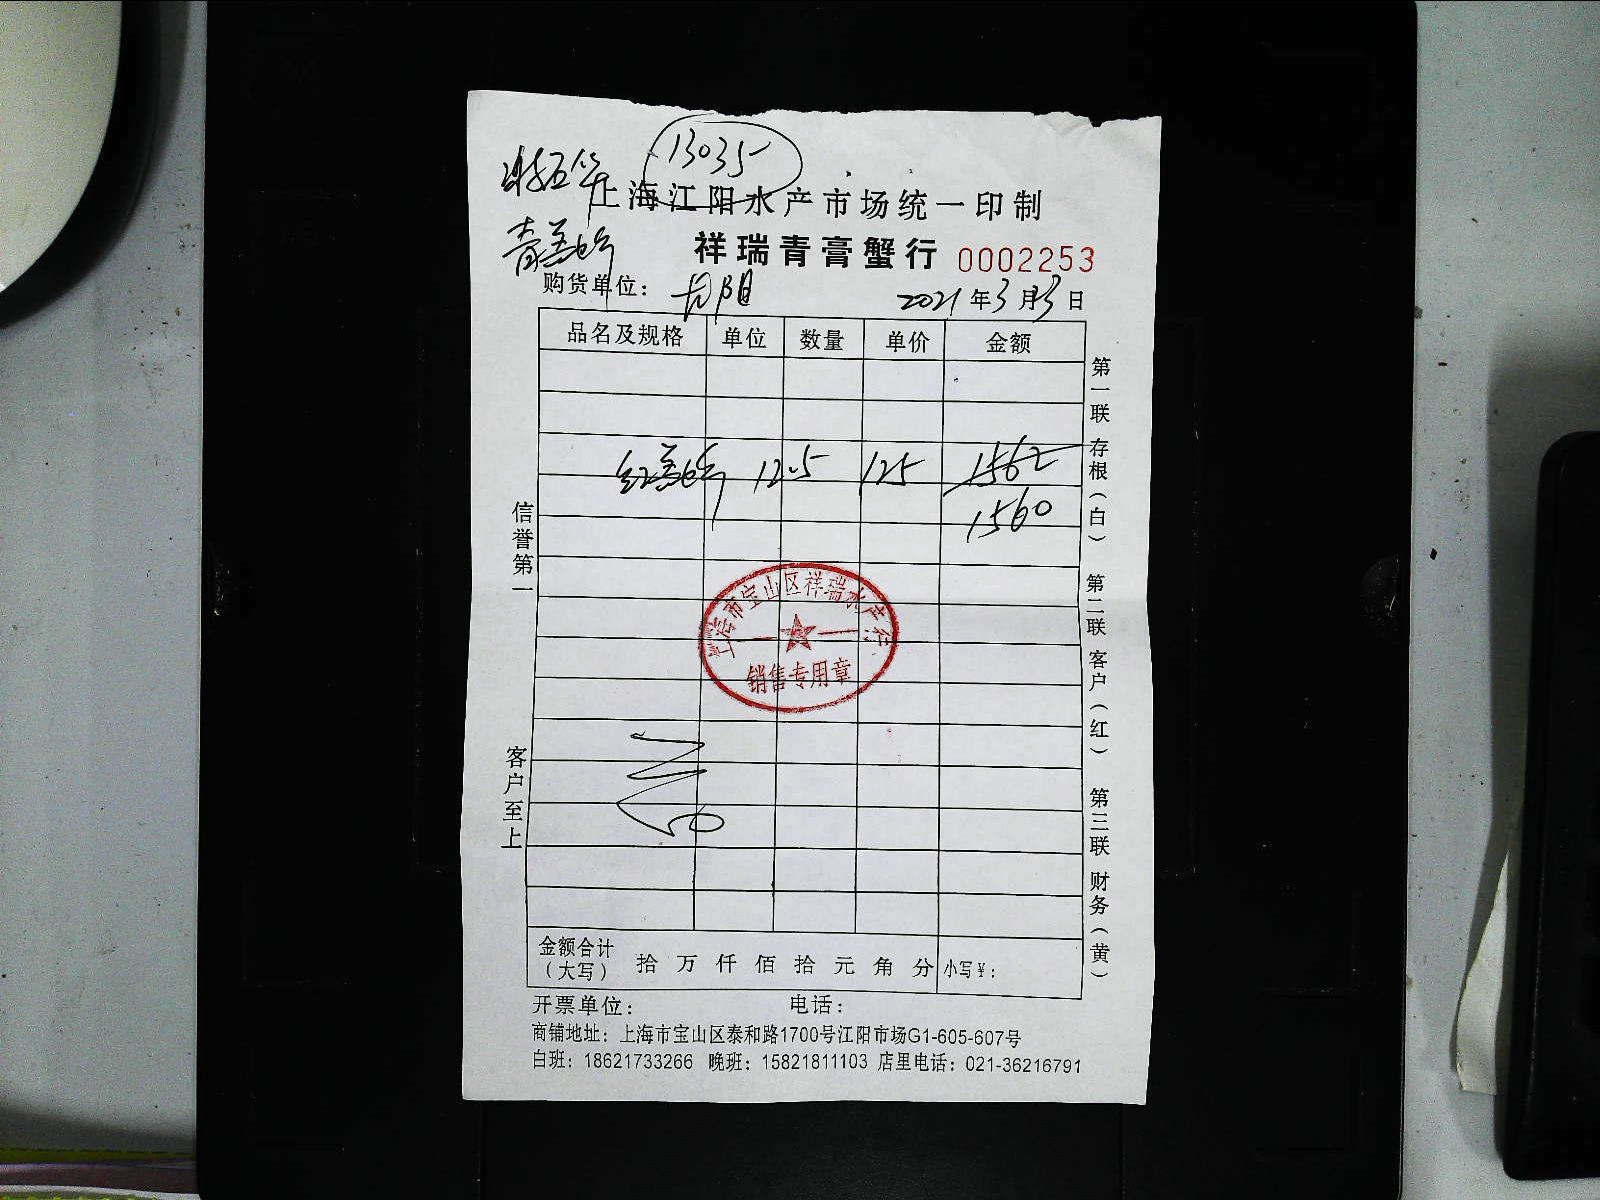 13035
上海江阳水产市场统一印制
祥瑞青膏蟹行 0002253
购货单位：
2021年3月3日
品名及规格 单位 数量 单价 金额
红膏 12.5 125 1562
1560
上海市宝山区祥瑞水产行
销售专用章
信誉第一
客户至上
第一联 存根（白）
第二联 客户（红）
第三联 财务（黄）
金额合计
（大写） 拾 万 仟 佰 拾 元 角 分 小写¥：
开票单位： 电话：
商铺地址：上海市宝山区泰和路1700号江阳市场G1-605-607号
白班：18621733266 晚班：15821811103 店里电话：021-36216791